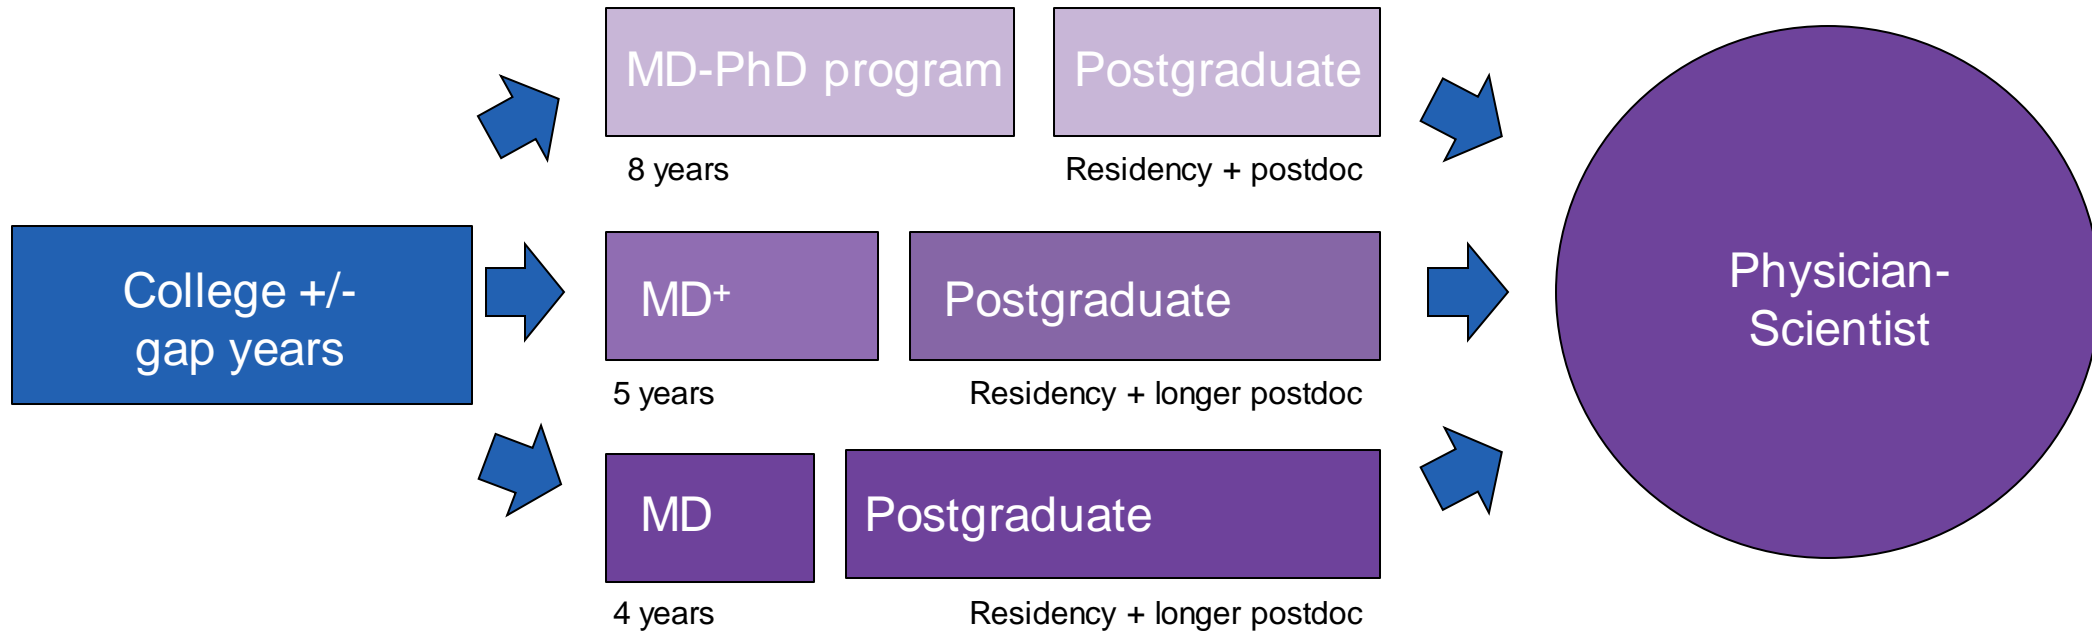 MD-PhD program
Postgraduate
8 years
Residency + postdoc
College +/-
gap years
MD⁺
Postgraduate
5 years
Residency + longer postdoc
MD
Postgraduate
4 years
Residency + longer postdoc
Physician-
Scientist